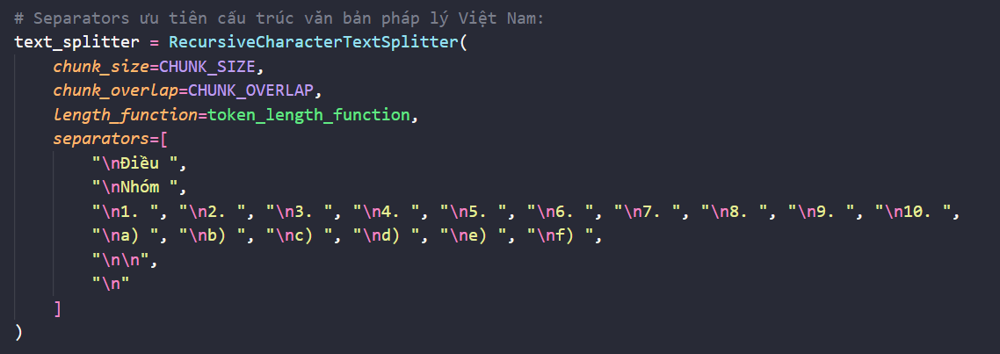 # Separators ưu tiên cấu trúc văn bản pháp lý Việt Nam:
text_splitter = RecursiveCharacterTextSplitter(
    chunk_size=CHUNK_SIZE,
    chunk_overlap=CHUNK_OVERLAP,
    length_function=token_length_function,
    separators=[
        "\nĐiều ",
        "\nNhóm ",
        "\n1. ", "\n2. ", "\n3. ", "\n4. ", "\n5. ", "\n6. ", "\n7. ", "\n8. ", "\n9. ", "\n10. ",
        "\na) ", "\nb) ", "\nc) ", "\nd) ", "\ne) ", "\nf) ",
        "\n\n",
        "\n"
    ]
)